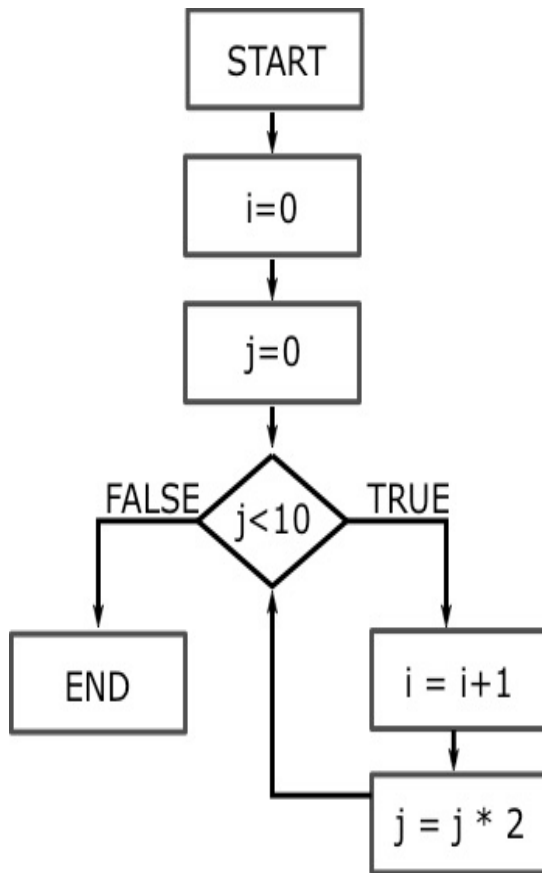 START
i=0
j=0
FALSE
j<10
TRUE
END
i = i+1
j = j * 2